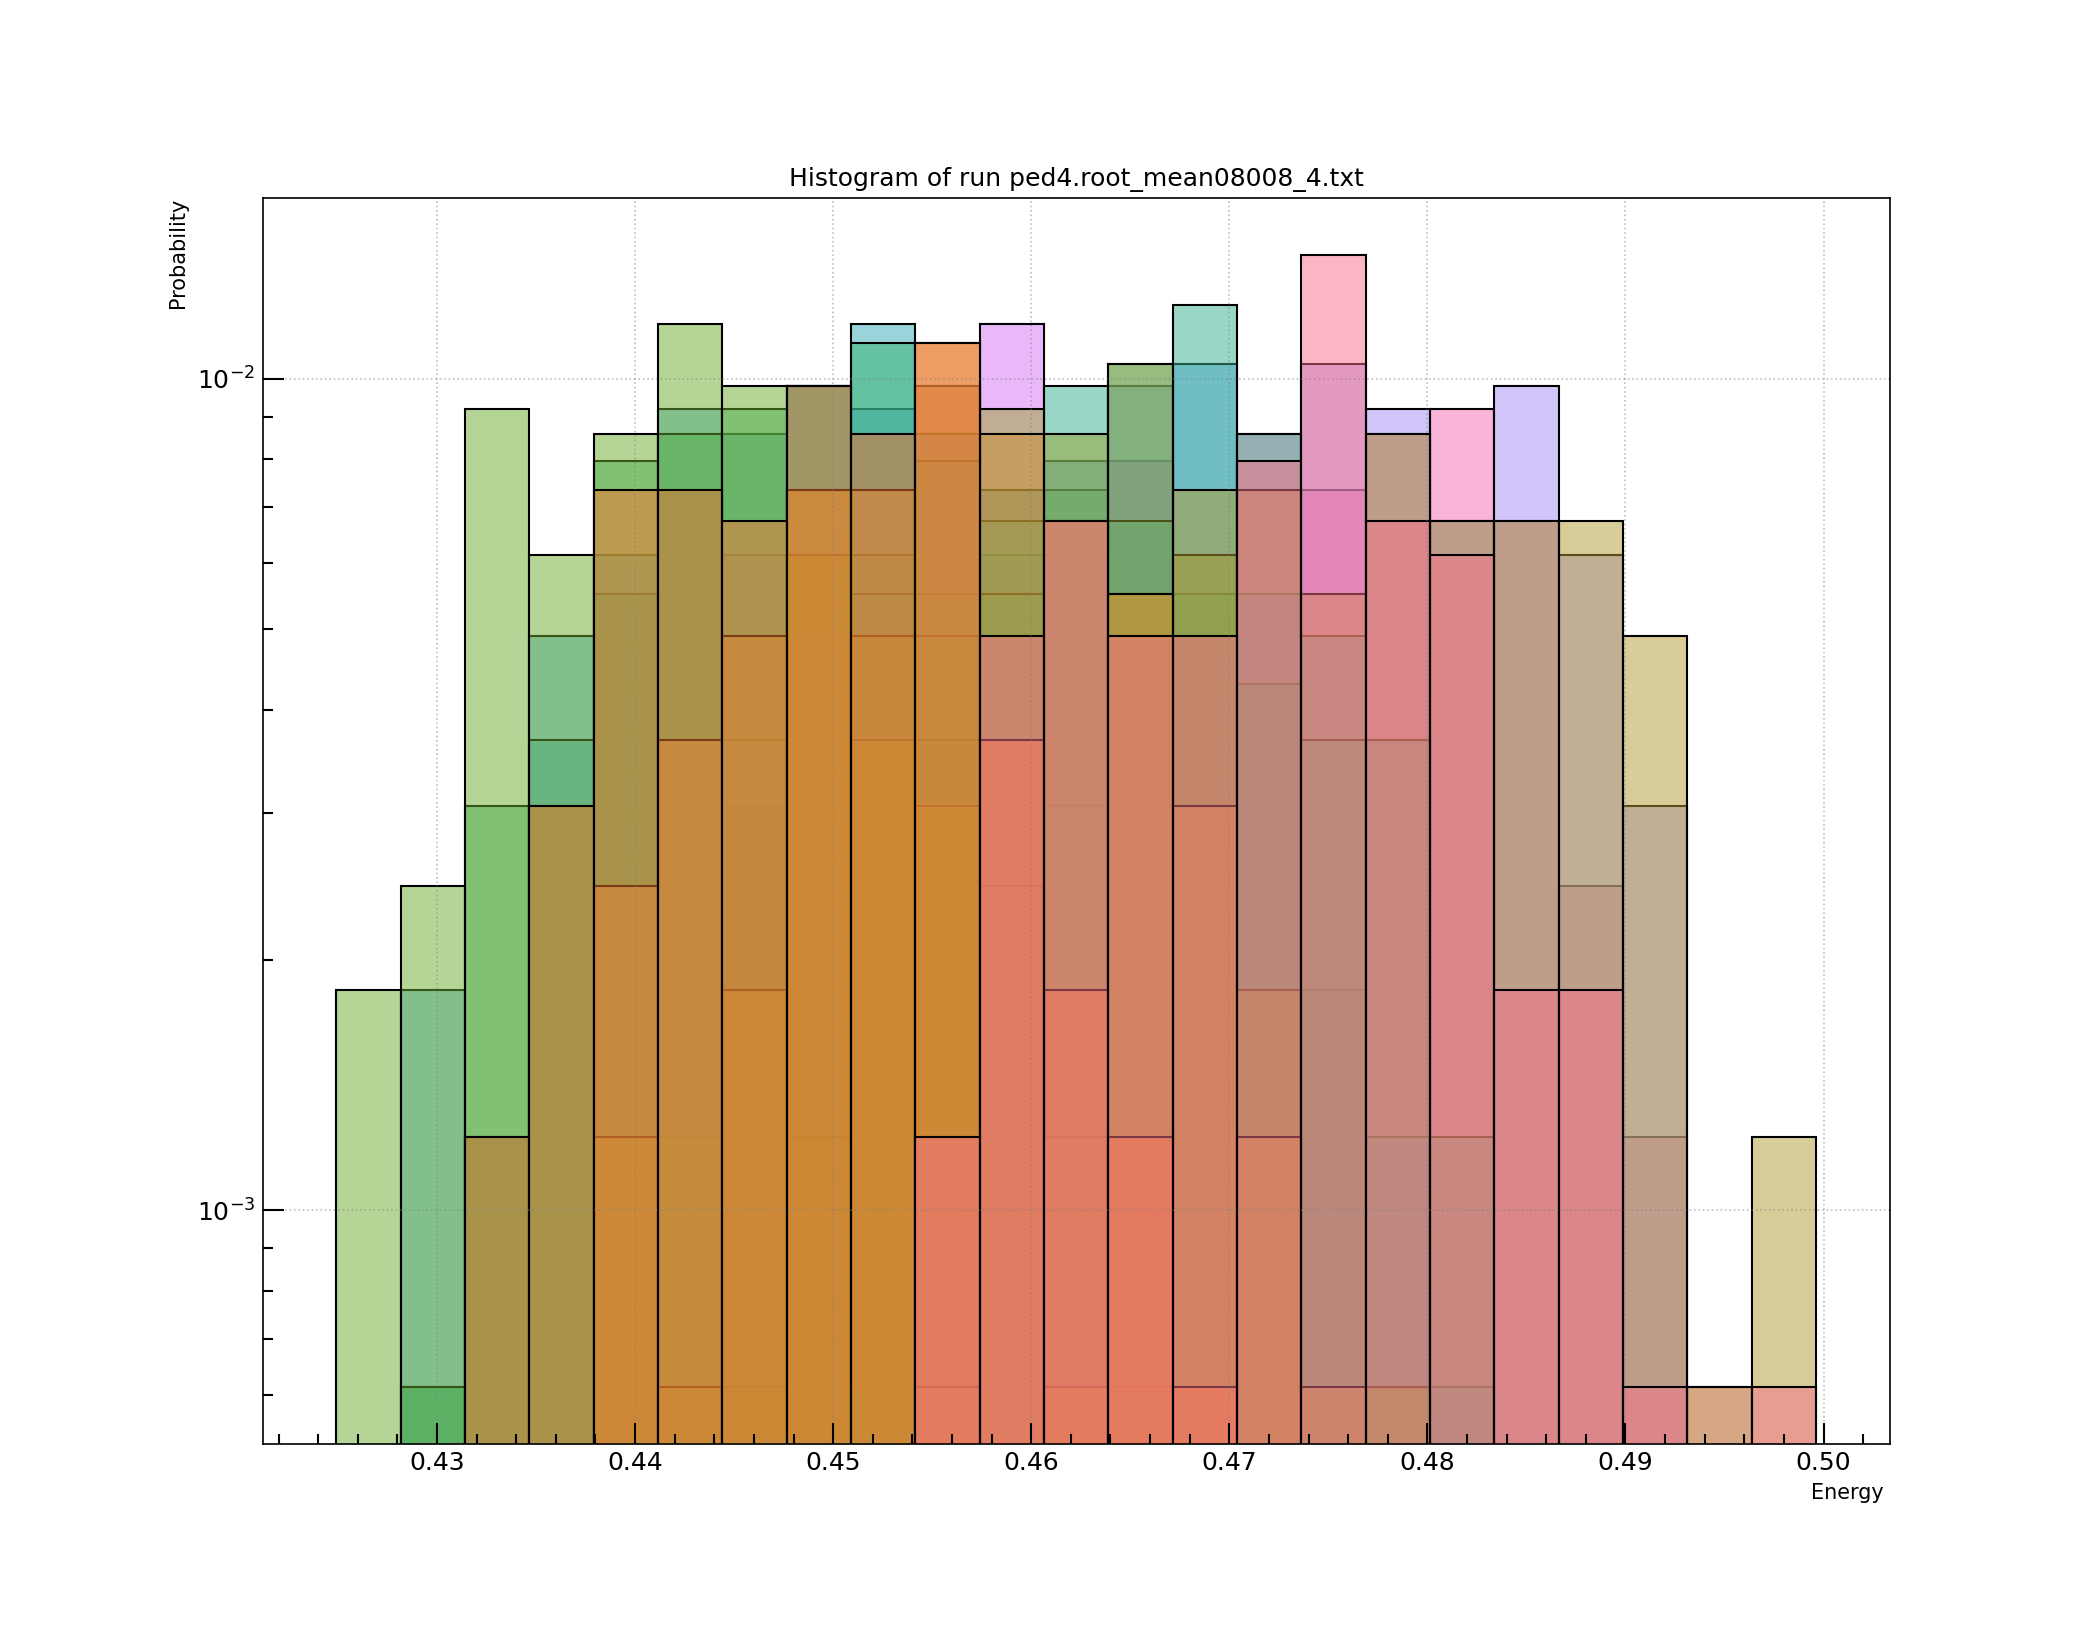 Histogram of run ped4.root_mean08008_4.txt
Probability
10⁻²
10⁻³
0.43 0.44 0.45 0.46 0.47 0.48 0.49 0.50
Energy